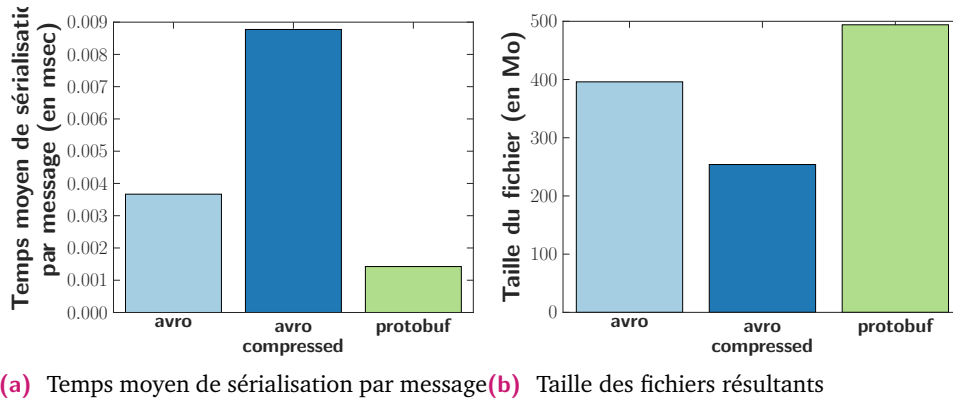 Temps moyen de sérialisatio
par message (en msec)
0.009
0.008
0.007
0.006
0.005
0.004
0.003
0.002
0.001
0.000
avro
avro
compressed
protobuf
Taille du fichier (en Mo)
500
400
300
200
100
0
avro
avro
compressed
protobuf
(a) Temps moyen de sérialisation par message
(b) Taille des fichiers résultants